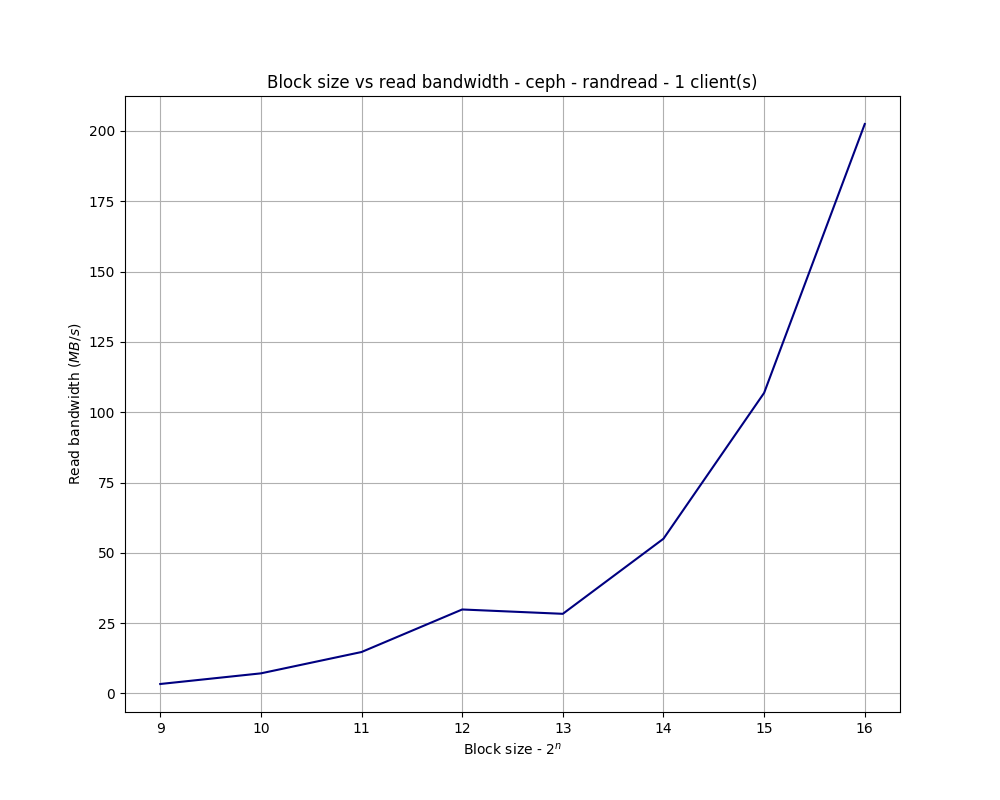 Block size vs read bandwidth - ceph - randread - 1 client(s)
200
175
150
125
100
75
50
25
0
Read bandwidth (MB/s)
9 10 11 12 13 14 15 16
Block size - 2ⁿ